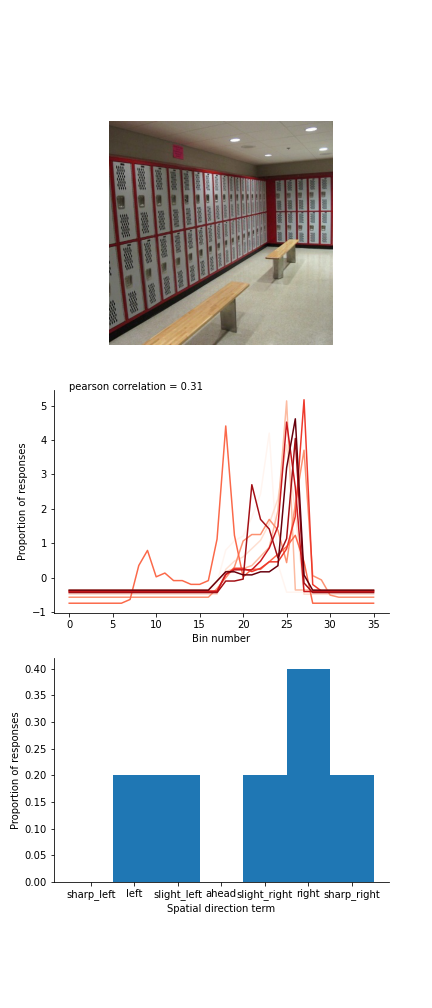 pearson correlation = 0.31
Proportion of responses
5
4
3
2
1
0
−1
0 5 10 15 20 25 30 35
Bin number
Proportion of responses
0.40
0.35
0.30
0.25
0.20
0.15
0.10
0.05
0.00
sharp_left left slight_left ahead slight_right right sharp_right
Spatial direction term